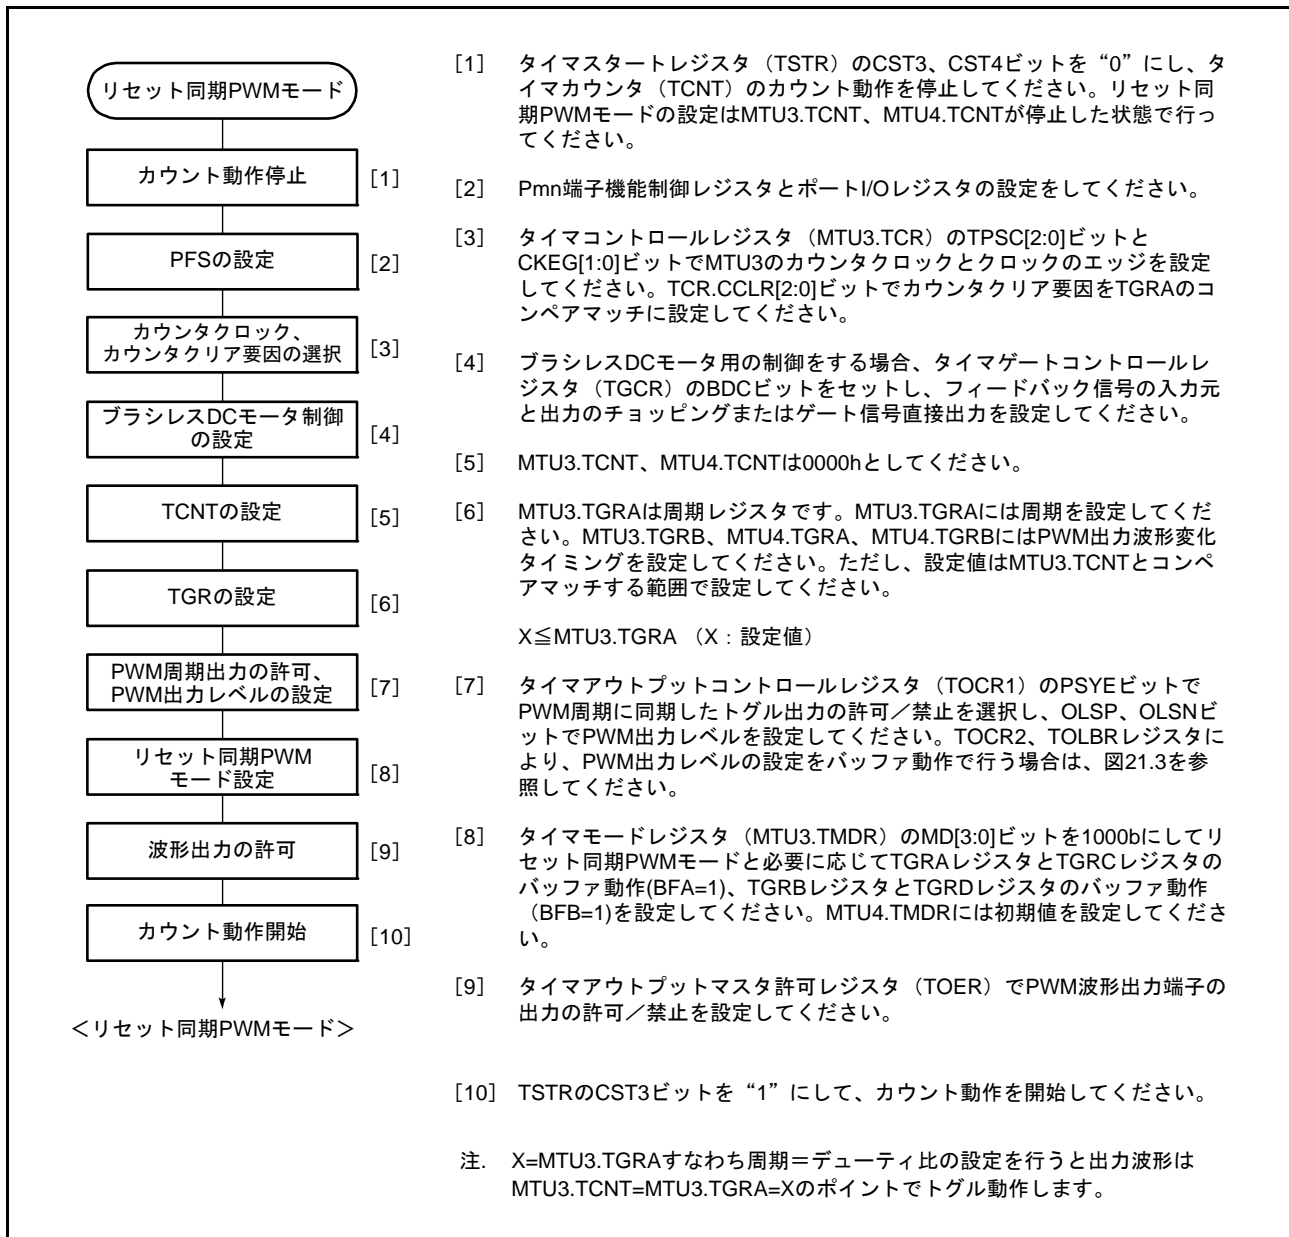 リセット同期PWMモード
カウント動作停止
[1]
PFSの設定
[2]
カウンタクロック、
カウンタクリア要因の選択
[3]
ブラシレスDCモータ制御
の設定
[4]
TCNTの設定
[5]
TGRの設定
[6]
PWM周期出力の許可、
PWM出力レベルの設定
[7]
リセット同期PWM
モード設定
[8]
波形出力の許可
[9]
カウント動作開始
[10]
＜リセット同期PWMモード＞
[1] タイマスタートレジスタ（TSTR）のCST3、CST4ビットを“0”にし、タ
イマカウンタ（TCNT）のカウント動作を停止してください。リセット同
期PWMモードの設定はMTU3.TCNT、MTU4.TCNTが停止した状態で行っ
てください。
[2] Pmn端子機能制御レジスタとポートI/Oレジスタの設定をしてください。
[3] タイマコントロールレジスタ（MTU3.TCR）のTPSC[2:0]ビットと
CKEG[1:0]ビットでMTU3のカウンタクロックとクロックのエッジを設定
してください。TCR.CCLR[2:0]ビットでカウンタクリア要因をTGRAのコ
ンペアマッチに設定してください。
[4] ブラシレスDCモータ用の制御をする場合、タイマゲートコントロールレ
ジスタ（TGCR）のBDCビットをセットし、フィードバック信号の入力元
と出力のチョッピングまたはゲート信号直接出力を設定してください。
[5] MTU3.TCNT、MTU4.TCNTは0000hとしてください。
[6] MTU3.TGRAは周期レジスタです。MTU3.TGRAには周期を設定してくだ
さい。MTU3.TGRB、MTU4.TGRA、MTU4.TGRBにはPWM出力波形変化
タイミングを設定してください。ただし、設定値はMTU3.TCNTとコンペ
アマッチする範囲で設定してください。
X≦MTU3.TGRA （X：設定値）
[7] タイマアウトプットコントロールレジスタ（TOCR1）のPSYEビットで
PWM周期に同期したトグル出力の許可／禁止を選択し、OLSP、OLSNビ
ットでPWM出力レベルを設定してください。TOCR2、TOLBRレジスタに
より、PWM出力レベルの設定をバッファ動作で行う場合は、図21.3を参
照してください。
[8] タイマモードレジスタ（MTU3.TMDR）のMD[3:0]ビットを1000bにしてリ
セット同期PWMモードと必要に応じてTGRAレジスタとTGRCレジスタの
バッファ動作(BFA=1)、TGRBレジスタとTGRDレジスタのバッファ動作
（BFB=1)を設定してください。MTU4.TMDRには初期値を設定してくださ
い。
[9] タイマアウトプットマスタ許可レジスタ（TOER）でPWM波形出力端子の
出力の許可／禁止を設定してください。
[10] TSTRのCST3ビットを“1”にして、カウント動作を開始してください。
注. X=MTU3.TGRAすなわち周期＝デューティ比の設定を行うと出力波形は
MTU3.TCNT=MTU3.TGRA=Xのポイントでトグル動作します。